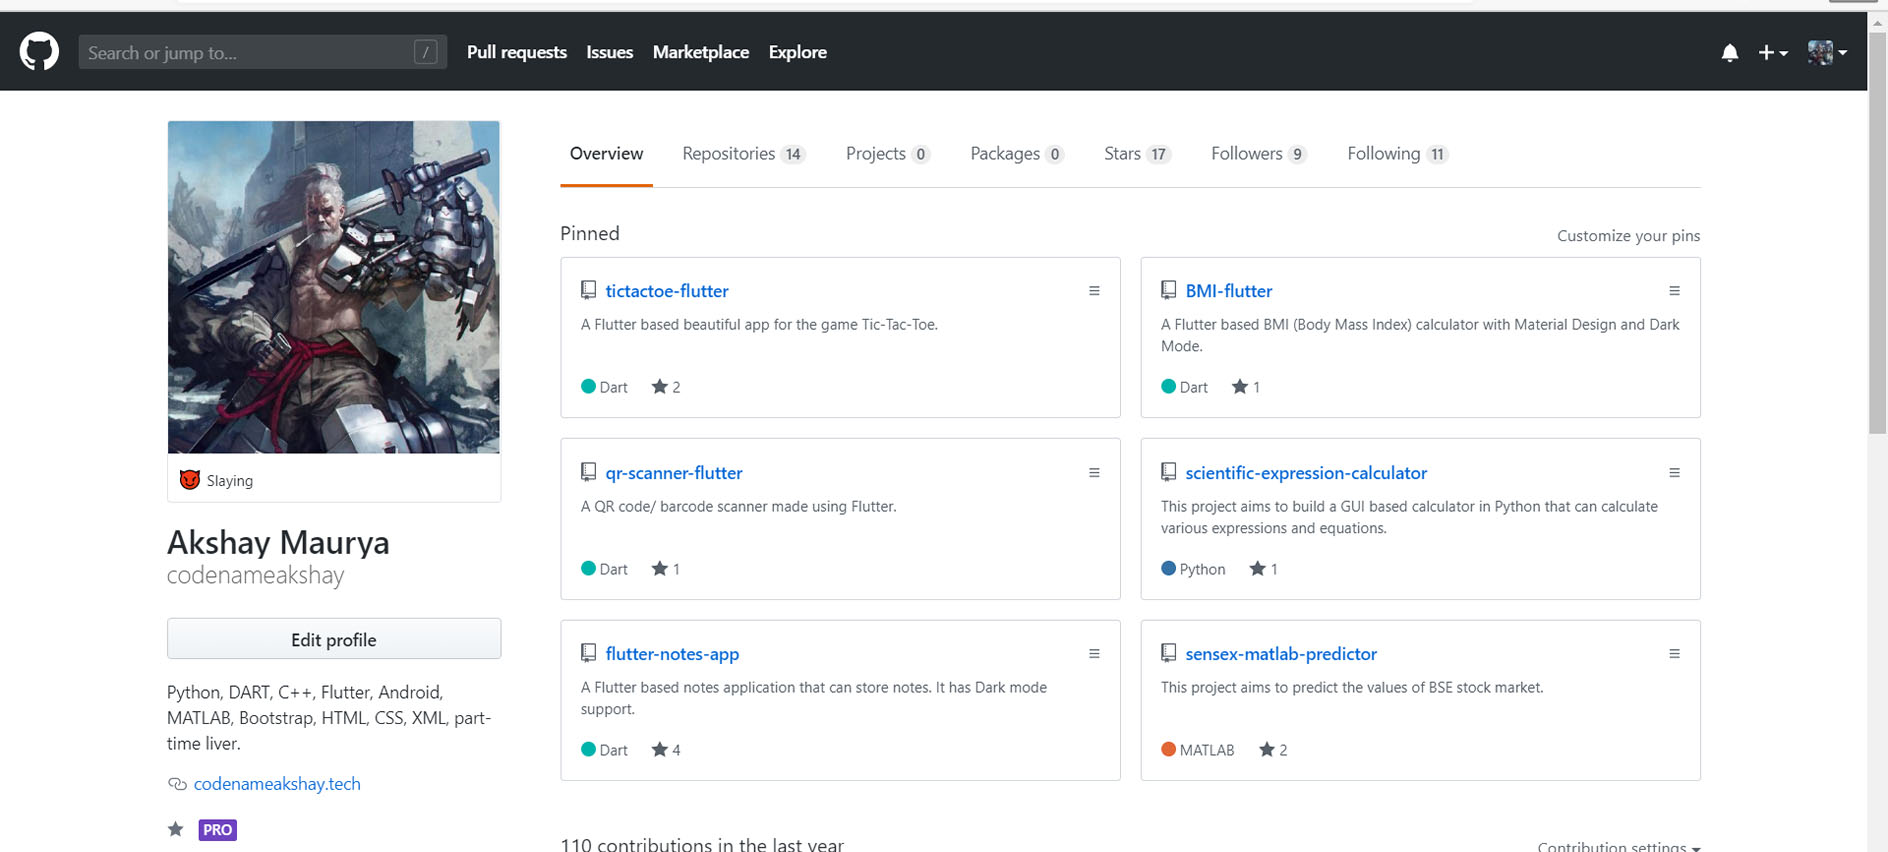 Search or jump to... /
Pull requests Issues Marketplace Explore
Overview Repositories 14 Projects 0 Packages 0 Stars 17 Followers 9 Following 11
Slaying
Akshay Maurya
codenameakshay
Edit profile
Python, DART, C++, Flutter, Android,
MATLAB, Bootstrap, HTML, CSS, XML, part-
time liver.
codenameakshay.tech
PRO
Pinned
Customize your pins
tictactoe-flutter
A Flutter based beautiful app for the game Tic-Tac-Toe.
Dart 2
BMI-flutter
A Flutter based BMI (Body Mass Index) calculator with Material Design and Dark
Mode.
Dart 1
qr-scanner-flutter
A QR code/ barcode scanner made using Flutter.
Dart 1
scientific-expression-calculator
This project aims to build a GUI based calculator in Python that can calculate
various expressions and equations.
Python 1
flutter-notes-app
A Flutter based notes application that can store notes. It has Dark mode
support.
Dart 4
sensex-matlab-predictor
This project aims to predict the values of BSE stock market.
MATLAB 2
110 contributions in the last year
Contribution settings